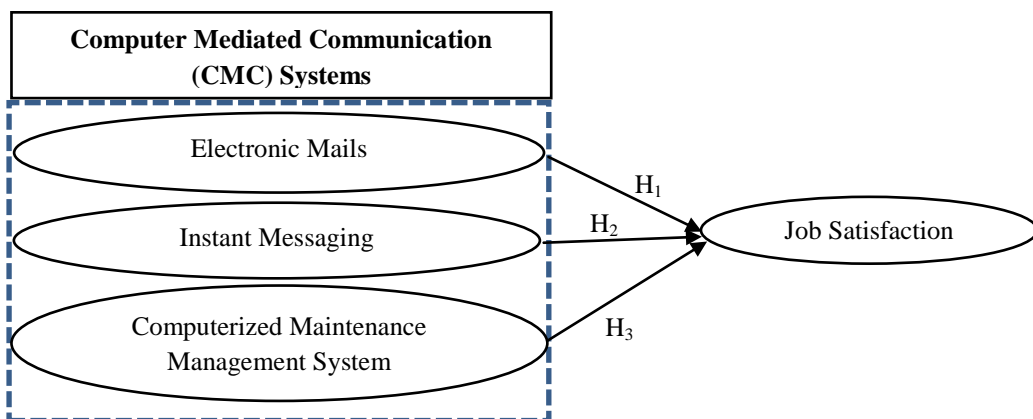 Computer Mediated Communication
(CMC) Systems
Electronic Mails
H₁
Instant Messaging
H₂
Job Satisfaction
Computerized Maintenance
Management System
H₃